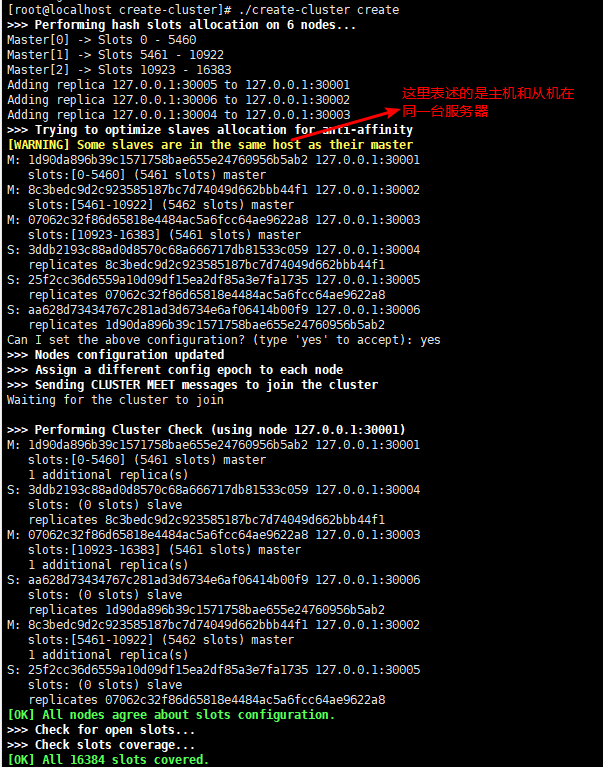 [root@localhost create-cluster]# ./create-cluster create
>>> Performing hash slots allocation on 6 nodes...
Master[0] -> Slots 0 - 5460
Master[1] -> Slots 5461 - 10922
Master[2] -> Slots 10923 - 16383
Adding replica 127.0.0.1:30005 to 127.0.0.1:30001
Adding replica 127.0.0.1:30006 to 127.0.0.1:30002
Adding replica 127.0.0.1:30004 to 127.0.0.1:30003
这里表述的是主机和从机在
同一台服务器
>>> Trying to optimize slaves allocation for anti-affinity
[WARNING] Some slaves are in the same host as their master
M: 1d90da896b39c1571758bae655e24760956b5ab2 127.0.0.1:30001
slots:[0-5460] (5461 slots) master
M: 8c3bedc9d2c923585187bc7d74049d662bbb44f1 127.0.0.1:30002
slots:[5461-10922] (5462 slots) master
M: 07062c32f86d65818e4484ac5a6fcc64ae9622a8 127.0.0.1:30003
slots:[10923-16383] (5461 slots) master
S: 3ddb2193c88ad0d8570c68a666717db81533c059 127.0.0.1:30004
replicates 8c3bedc9d2c923585187bc7d74049d662bbb44f1
S: 25f2cc36d6559a10d09df15ea2df85a3e7fa1735 127.0.0.1:30005
replicates 07062c32f86d65818e4484ac5a6fcc64ae9622a8
S: aa628d73434767c281ad3d6734e6af06414b00f9 127.0.0.1:30006
replicates 1d90da896b39c1571758bae655e24760956b5ab2
Can I set the above configuration? (type 'yes' to accept): yes
>>> Nodes configuration updated
>>> Assign a different config epoch to each node
>>> Sending CLUSTER MEET messages to join the cluster
Waiting for the cluster to join
>>> Performing Cluster Check (using node 127.0.0.1:30001)
M: 1d90da896b39c1571758bae655e24760956b5ab2 127.0.0.1:30001
slots:[0-5460] (5461 slots) master
1 additional replica(s)
S: 3ddb2193c88ad0d8570c68a666717db81533c059 127.0.0.1:30004
slots: (0 slots) slave
replicates 8c3bedc9d2c923585187bc7d74049d662bbb44f1
M: 07062c32f86d65818e4484ac5a6fcc64ae9622a8 127.0.0.1:30003
slots:[10923-16383] (5461 slots) master
1 additional replica(s)
S: aa628d73434767c281ad3d6734e6af06414b00f9 127.0.0.1:30006
slots: (0 slots) slave
replicates 1d90da896b39c1571758bae655e24760956b5ab2
M: 8c3bedc9d2c923585187bc7d74049d662bbb44f1 127.0.0.1:30002
slots:[5461-10922] (5462 slots) master
1 additional replica(s)
S: 25f2cc36d6559a10d09df15ea2df85a3e7fa1735 127.0.0.1:30005
slots: (0 slots) slave
replicates 07062c32f86d65818e4484ac5a6fcc64ae9622a8
[OK] All nodes agree about slots configuration.
>>> Check for open slots...
>>> Check slots coverage...
[OK] All 16384 slots covered.